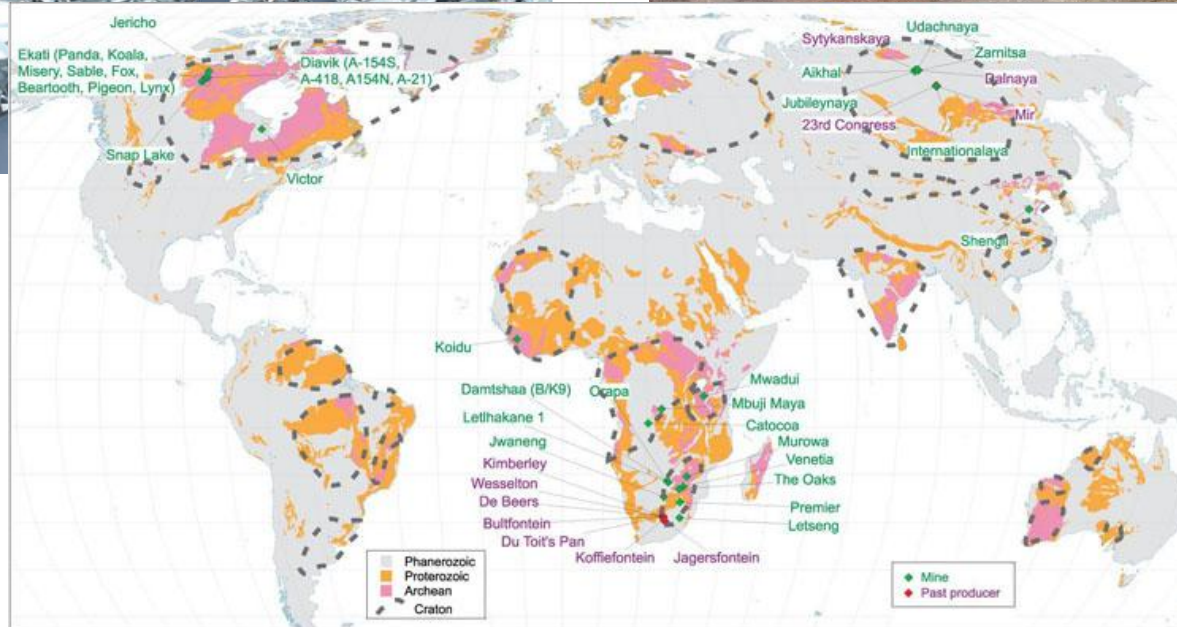 Jericho
Ekati (Panda, Koala,
Misery, Sable, Fox,
Beartooth, Pigeon, Lynx)
Diavik (A-154S,
A-418, A154N, A-21)
Snap Lake
Victor
Udachnaya
Sytykanskaya
Zarnitsa
Aikhal
Dalnaya
Jubileynaya
23rd Congress
Mir
Internationalaya
Shengli
Koidu
Damtshaa (B/K9)
Orapa
Letlhakane 1
Jwaneng
Kimberley
Wesselton
De Beers
Bultfontein
Du Toit's Pan
Koffiefontein
Jagersfontein
Mwadui
Mbuji Maya
Catocoa
Murowa
Venetia
The Oaks
Premier
Letseng
Phanerozoic
Proterozoic
Archean
Craton
Mine
Past producer